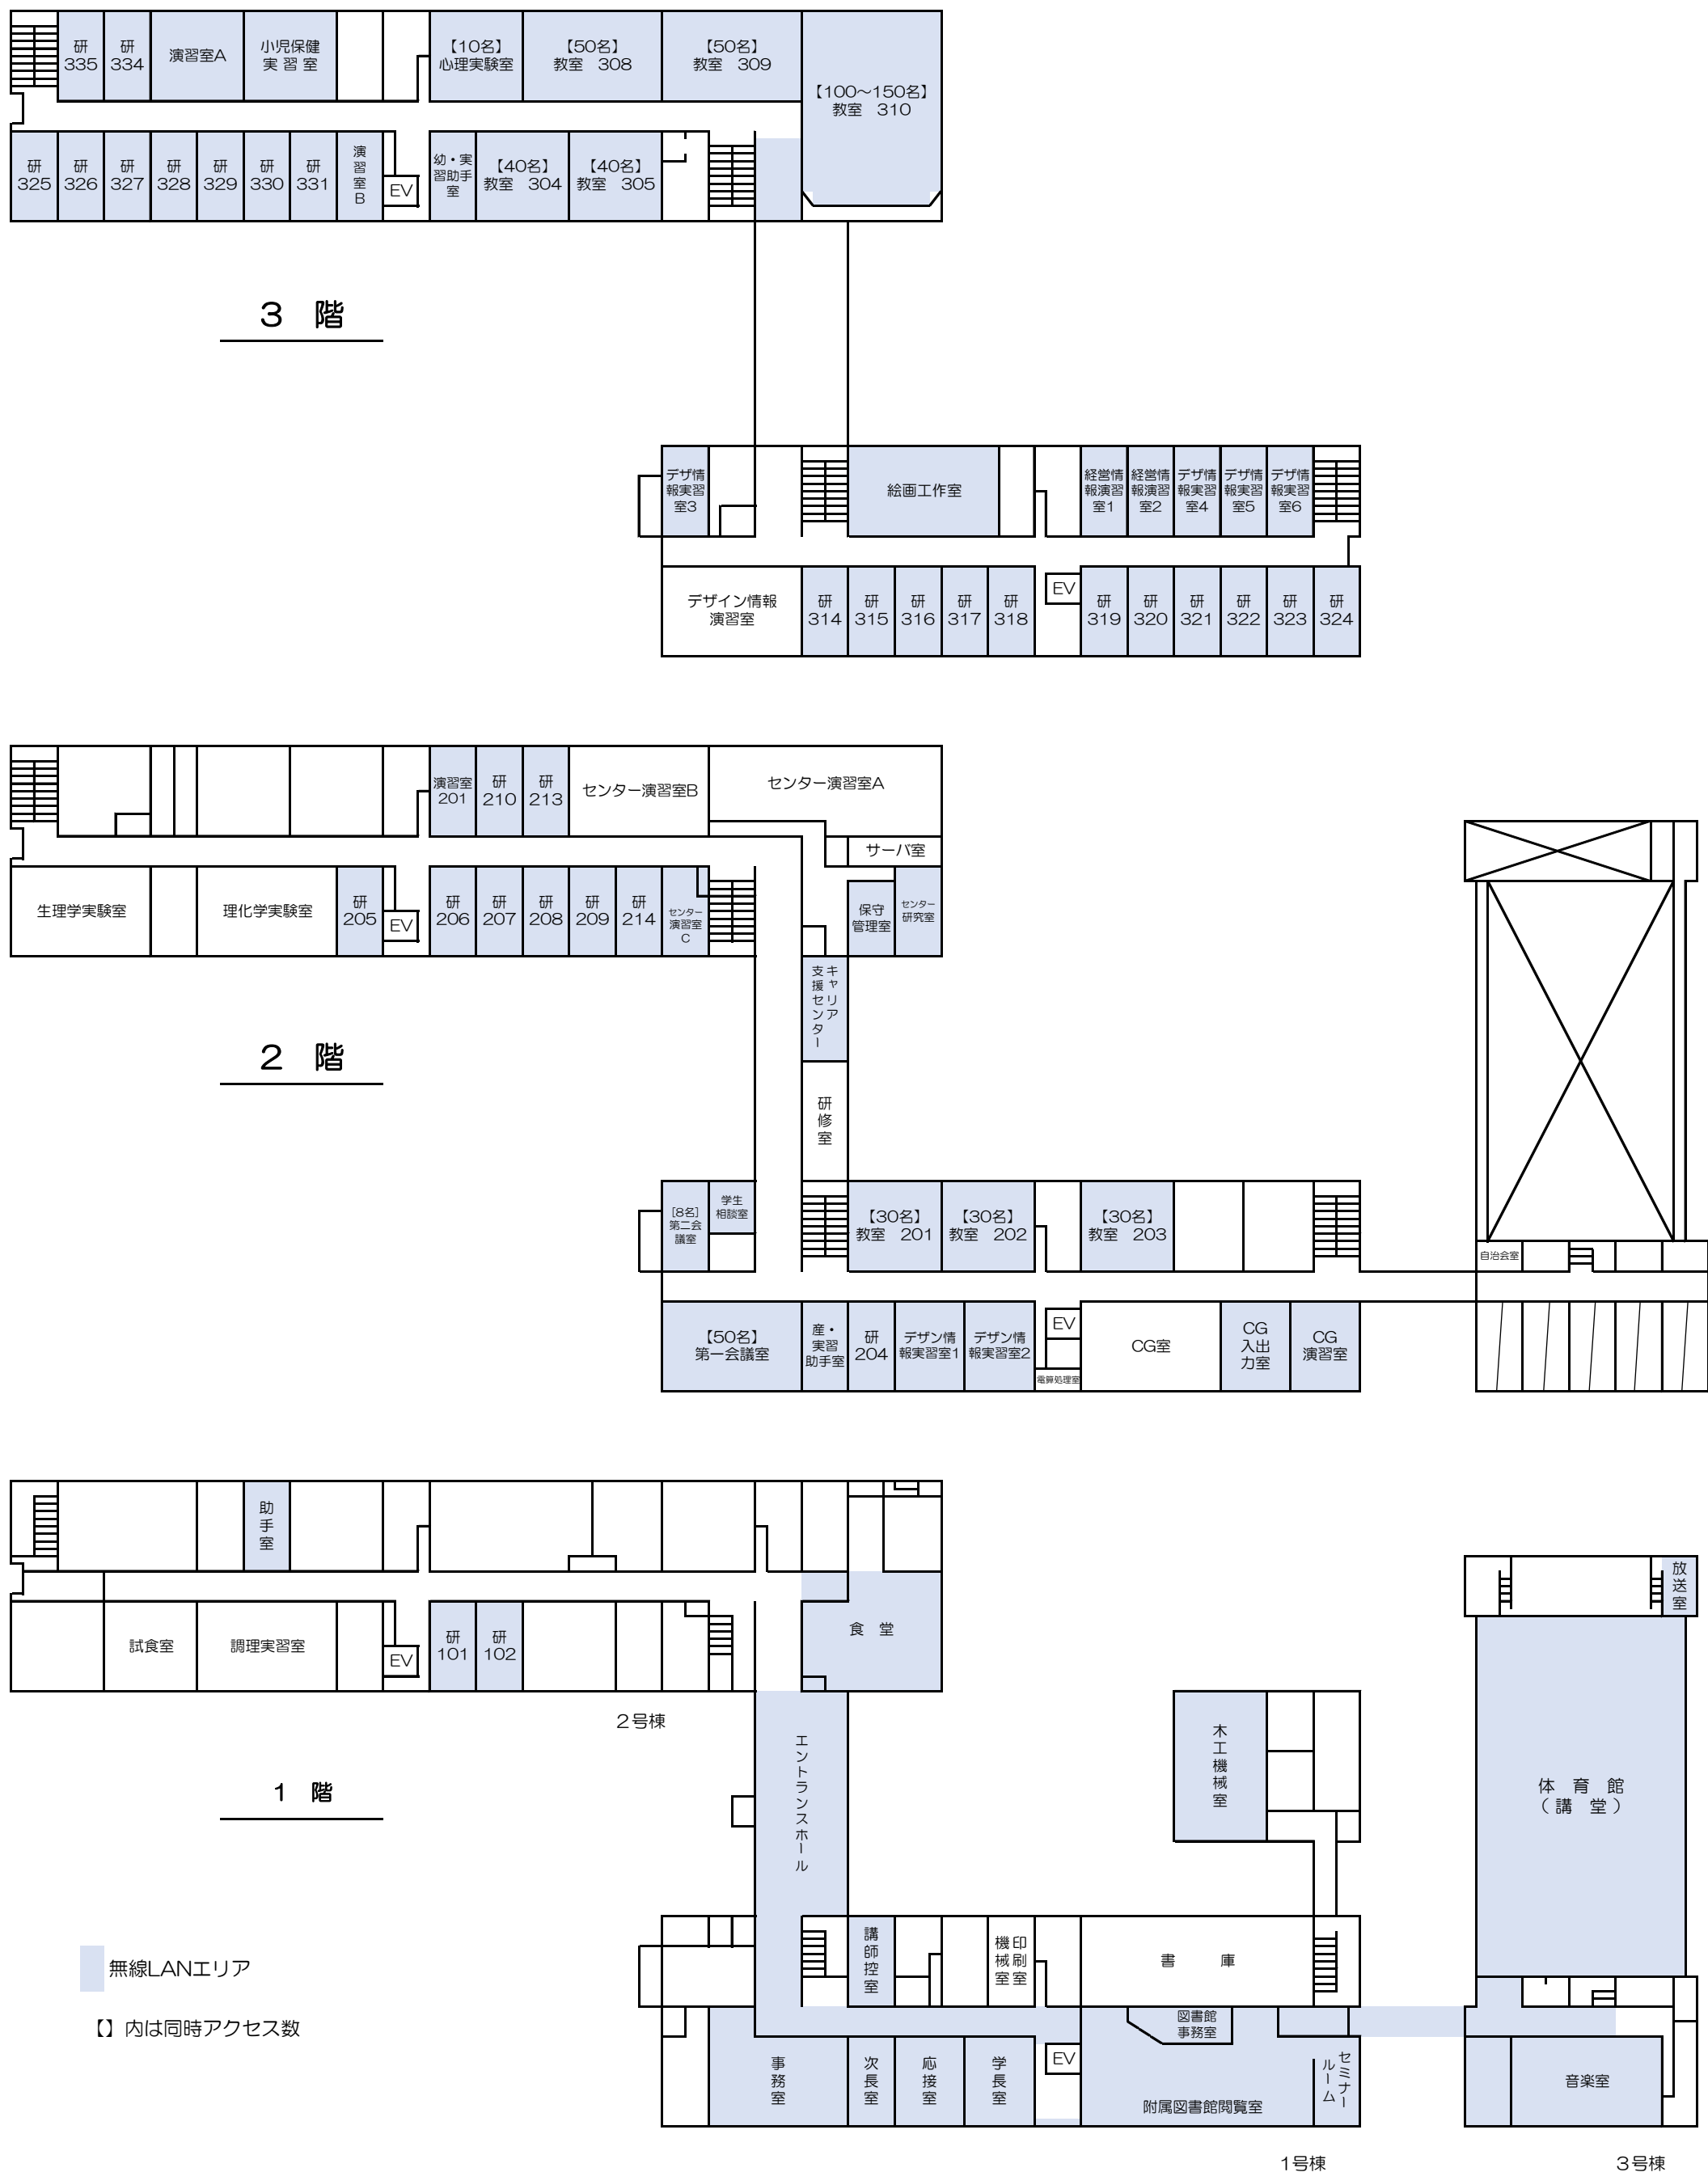 研
335
研
334
演習室A
小児保健
実 習 室
【10名】
心理実験室
【50名】
教室　308
【50名】
教室　309
【100～150名】
教室　310
研
325
研
326
研
327
研
328
研
329
研
330
研
331
演
習
室
B
EV
幼・実
習助手
室
【40名】
教室　304
【40名】
教室　305
3　階
デザ情
報実習
室3
絵画工作室
経営情
報演習
室1
経営情
報演習
室2
デザ情
報実習
室4
デザ情
報実習
室5
デザ情
報実習
室6
デザイン情報
演習室
研
314
研
315
研
316
研
317
研
318
EV
研
319
研
320
研
321
研
322
研
323
研
324
演習室
201
研
210
研
213
センター演習室B
センター演習室A
サーバ室
生理学実験室
理化学実験室
研
205
EV
研
206
研
207
研
208
研
209
研
214
センター
演習室
C
保守
管理室
センター
研究室
キャリア
支援センター
2　階
研修室
[8名]
第二会
議室
学生
相談室
【30名】
教室　201
【30名】
教室　202
【30名】
教室　203
自治会室
【50名】
第一会議室
産・
実習
助手室
研
204
デザン情
報実習室1
デザン情
報実習室2
EV
電算処理室
CG室
CG
入出
力室
CG
演習室
助手室
放送室
試食室
調理実習室
EV
研
101
研
102
食　堂
2号棟
1　階
エントランスホール
木工機械室
体　育　館
（ 講　堂 ）
講師控室
印刷室
機械室
書　　庫
無線LANエリア
【】内は同時アクセス数
図書館
事務室
事務室
次長室
応接室
学長室
EV
附属図書館閲覧室
セミナー
ルーム
音楽室
1号棟
3号棟